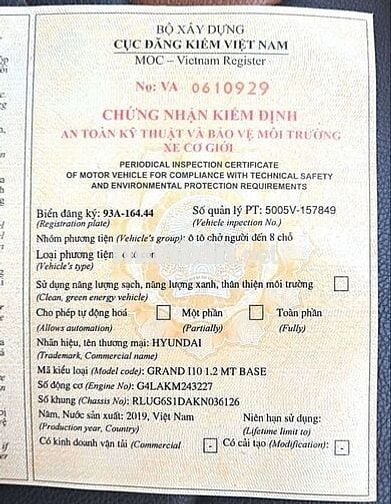 BỘ XÂY DỰNG
CỤC ĐĂNG KIỂM VIỆT NAM
MOC – Vietnam Register
No: VA 0610929
CHỨNG NHẬN KIỂM ĐỊNH
AN TOÀN KỸ THUẬT VÀ BẢO VỆ MÔI TRƯỜNG
XE CƠ GIỚI
PERIODICAL INSPECTION CERTIFICATE
OF MOTOR VEHICLE FOR COMPLIANCE WITH TECHNICAL SAFETY
AND ENVIRONMENTAL PROTECTION REQUIREMENTS
Biển đăng ký: 93A-164.44 Số quản lý PT: 5005V-157849
(Registration plate) (Vehicle inspection No.)
Nhóm phương tiện (Vehicle's group): ô tô chở người đến 8 chỗ
Loại phương tiện:
(Vehicle's type)
Sử dụng năng lượng sạch, năng lượng xanh, thân thiện môi trường
(Clean, green energy vehicle)
Cho phép tự động hoá Một phần Toàn phần
(Allows automation) (Partially) (Fully)
Nhãn hiệu, tên thương mại: HYUNDAI
(Trademark, Commercial name)
Mã kiểu loại (Model code): GRAND I10 1.2 MT BASE
Số động cơ (Engine No): G4LAKM243227
Số khung (Chassis No): RLUG6S1DAKN036126
Năm, Nước sản xuất: 2019, Việt Nam Niên hạn sử dụng:
(Production year, Country) (Lifetime limit to)
Có kinh doanh vận tải (Commercial - Có cải tạo (Modification): -